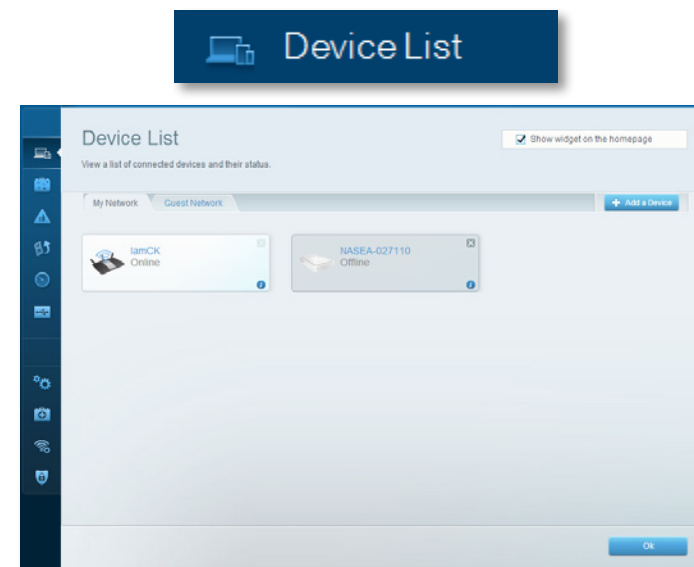 Device List
Device List
Show widget on the homepage
View a list of connected devices and their status.
My Network
Guest Network
Add a Device
IamCK
Online
NASEA-027110
Offline
Ok